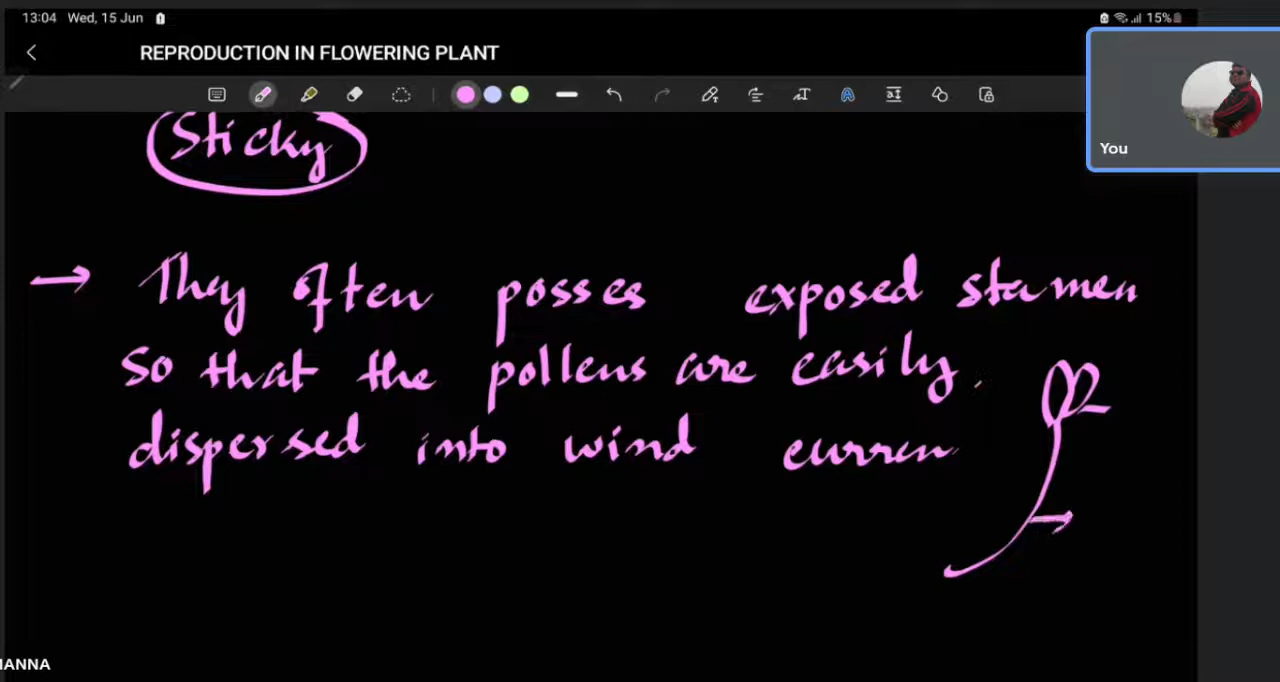 13:04 Wed, 15 Jun
15%
REPRODUCTION IN FLOWERING PLANT
You
Sticky
→ They often posses exposed stamen
so that the pollens are easily
dispersed into wind curren
IANNA